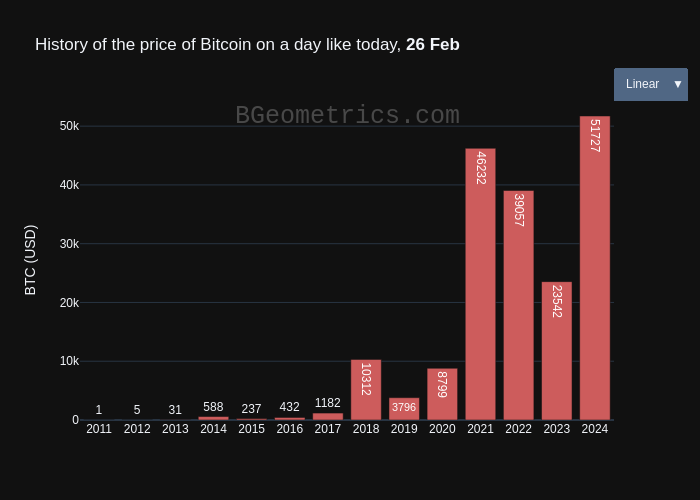 History of the price of Bitcoin on a day like today, 26 Feb
Linear ▼
BGeometrics.com
BTC (USD)
50k
40k
30k
20k
10k
0
1
5
31
588
237
432
1182
10312
3796
8799
46232
39057
23542
51727
2011 2012 2013 2014 2015 2016 2017 2018 2019 2020 2021 2022 2023 2024